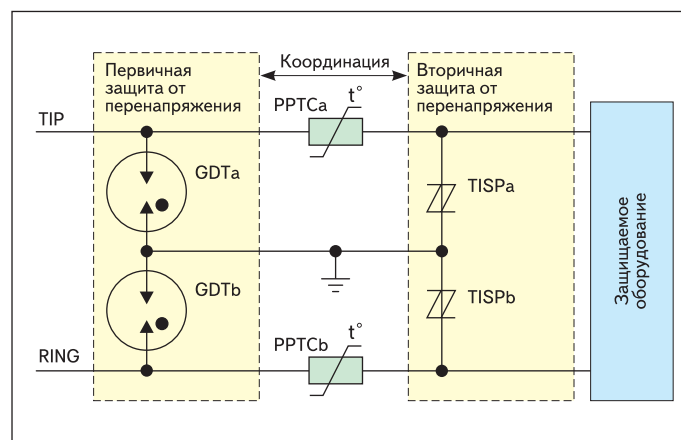 Первичная
защита от
перенапряжения
Координация
Вторичная
защита от
перенапряжения
TIP
PPTCa
t°
GDTa
TISPa
GDTb
TISPb
RING
PPTCb
t°
Защищаемое
оборудование